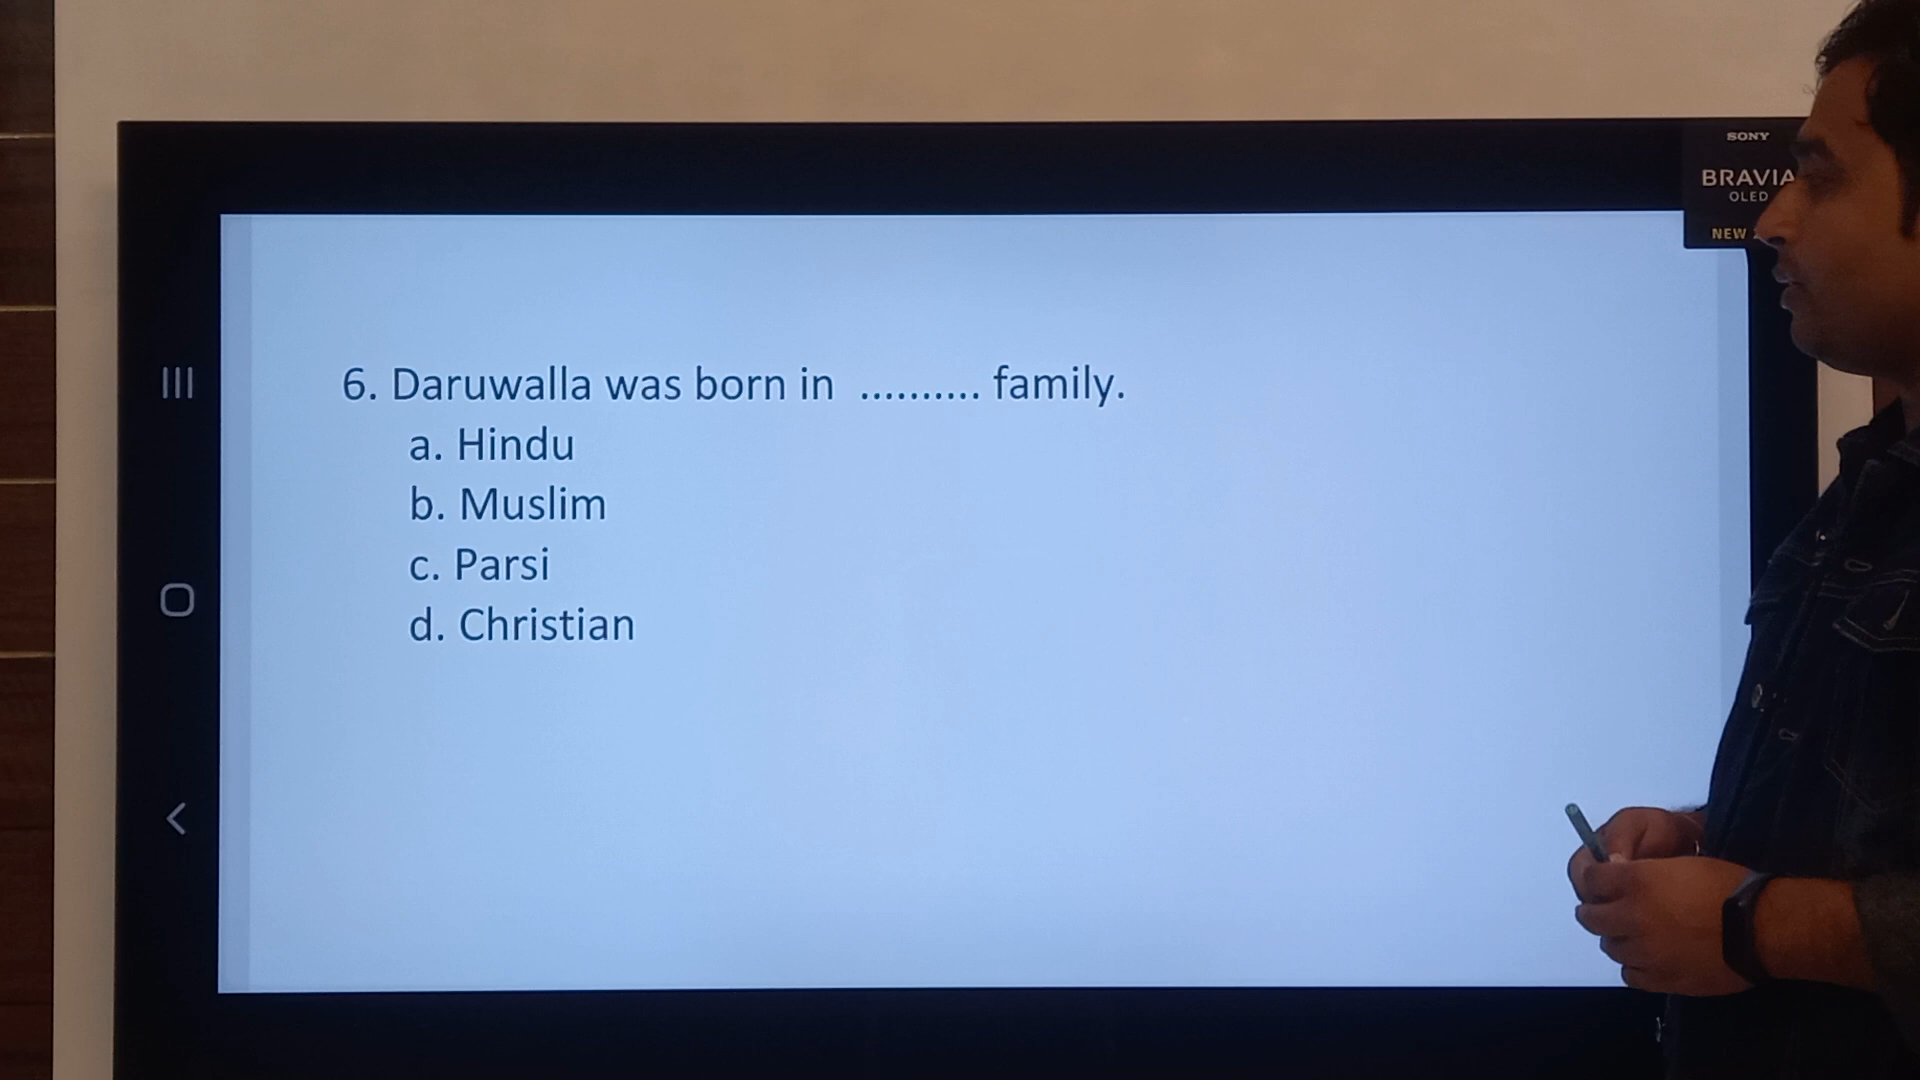 SONY
BRAVIA
OLED
NEW
6. Daruwalla was born in .......... family.
a. Hindu
b. Muslim
c. Parsi
d. Christian